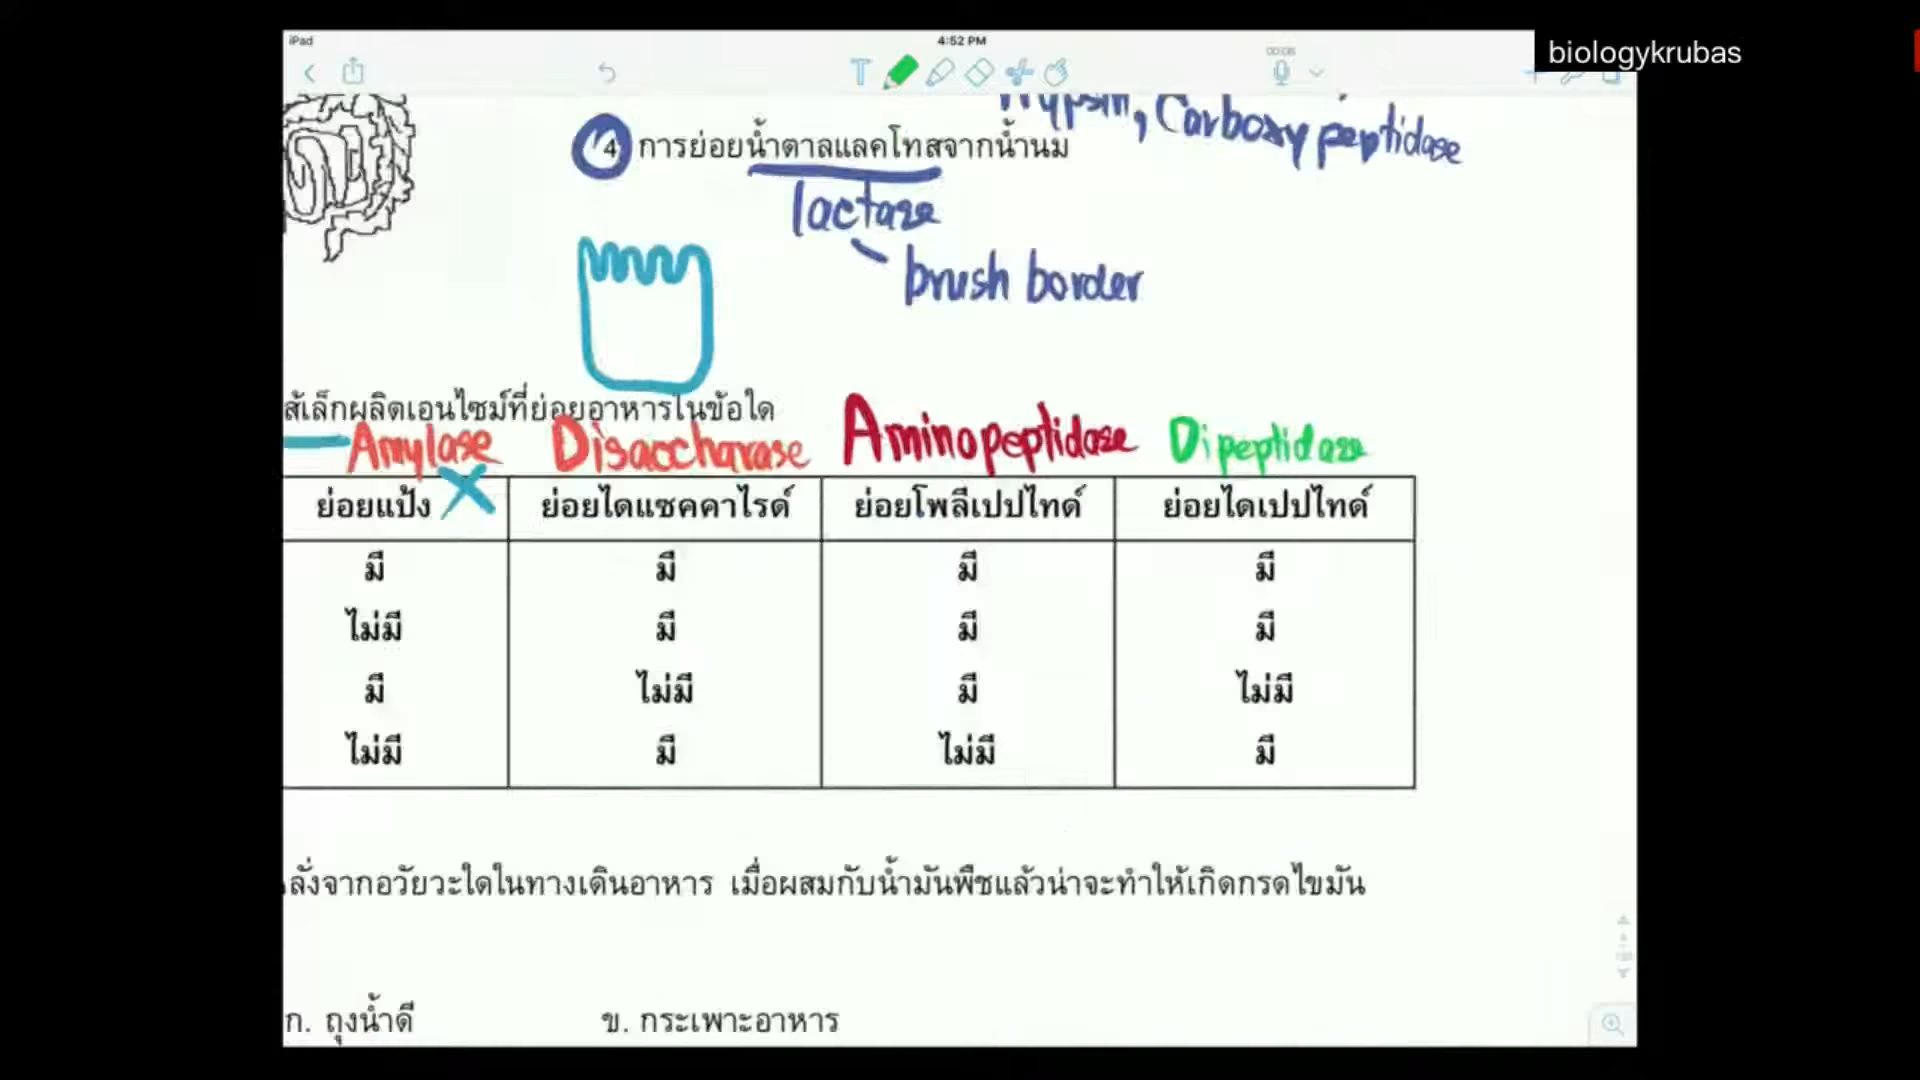 iPad
4:52 PM
00:06
biologykrubas
T
Trypsin, Carboxypeptidase
4 การย่อยน้ำตาลแลคโทสจากน้ำนม
lactase
brush border
ส้เล็กผลิตเอนไซม์ที่ย่อยอาหารในข้อใด
Amylase Disaccharase Aminopeptidase Dipeptidase
ย่อยแป้ง X ย่อยไดแซคคาไรด์ ย่อยโพลีเปปไทด์ ย่อยไดเปปไทด์
มี มี มี มี
ไม่มี มี มี มี
มี ไม่มี มี ไม่มี
ไม่มี มี ไม่มี มี
ลั่งจากอวัยวะใดในทางเดินอาหาร เมื่อผสมกับน้ำมันพืชแล้วน่าจะทำให้เกิดกรดไขมัน
ก. ถุงน้ำดี ข. กระเพาะอาหาร